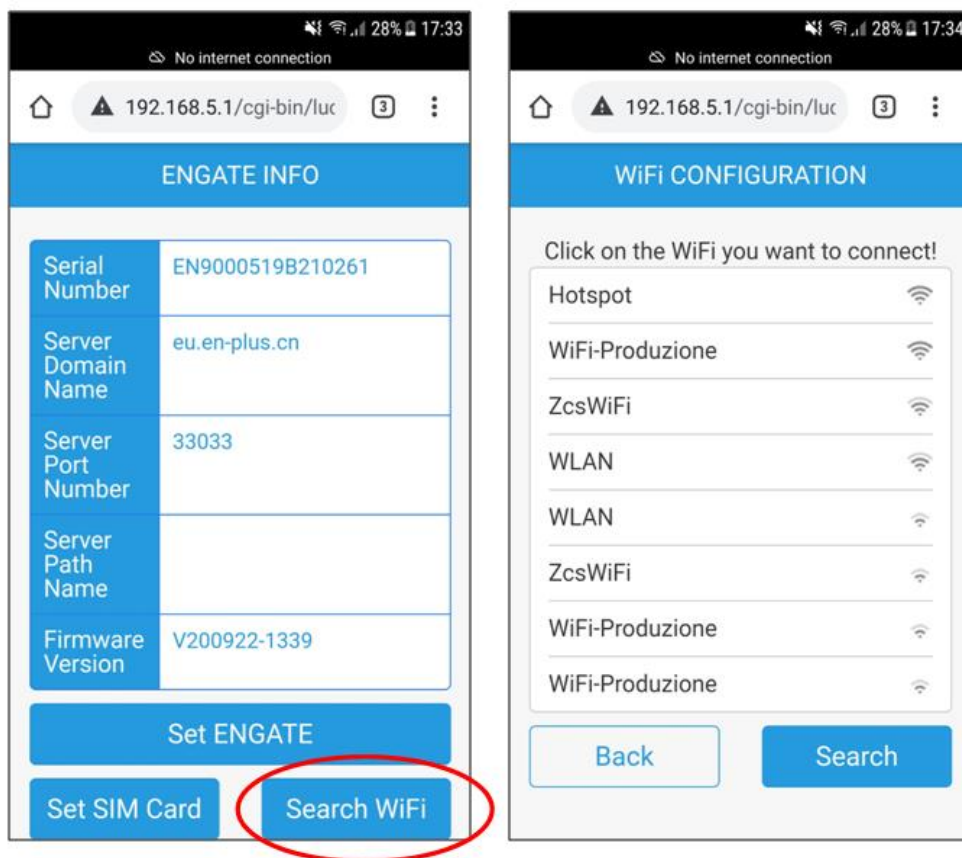 28% 17:33
No internet connection
192.168.5.1/cgi-bin/luc 3
ENGATE INFO
Serial
Number
EN9000519B210261
Server
Domain
Name
eu.en-plus.cn
Server
Port
Number
33033
Server
Path
Name
Firmware
Version
V200922-1339
Set ENGATE
Set SIM Card
Search WiFi
28% 17:34
No internet connection
192.168.5.1/cgi-bin/luc 3
WiFi CONFIGURATION
Click on the WiFi you want to connect!
Hotspot
WiFi-Produzione
ZcsWiFi
WLAN
WLAN
ZcsWiFi
WiFi-Produzione
WiFi-Produzione
Back
Search